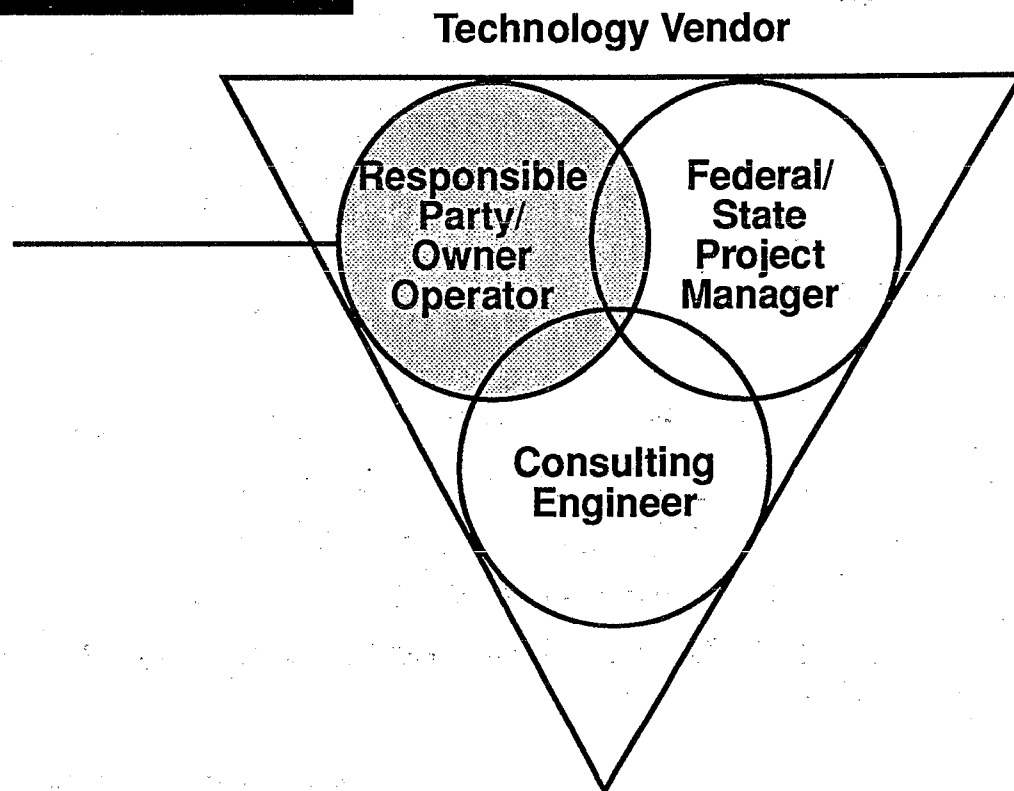 Technology Vendor
Responsible
Party/
Owner
Operator
Federal/
State
Project
Manager
Consulting
Engineer